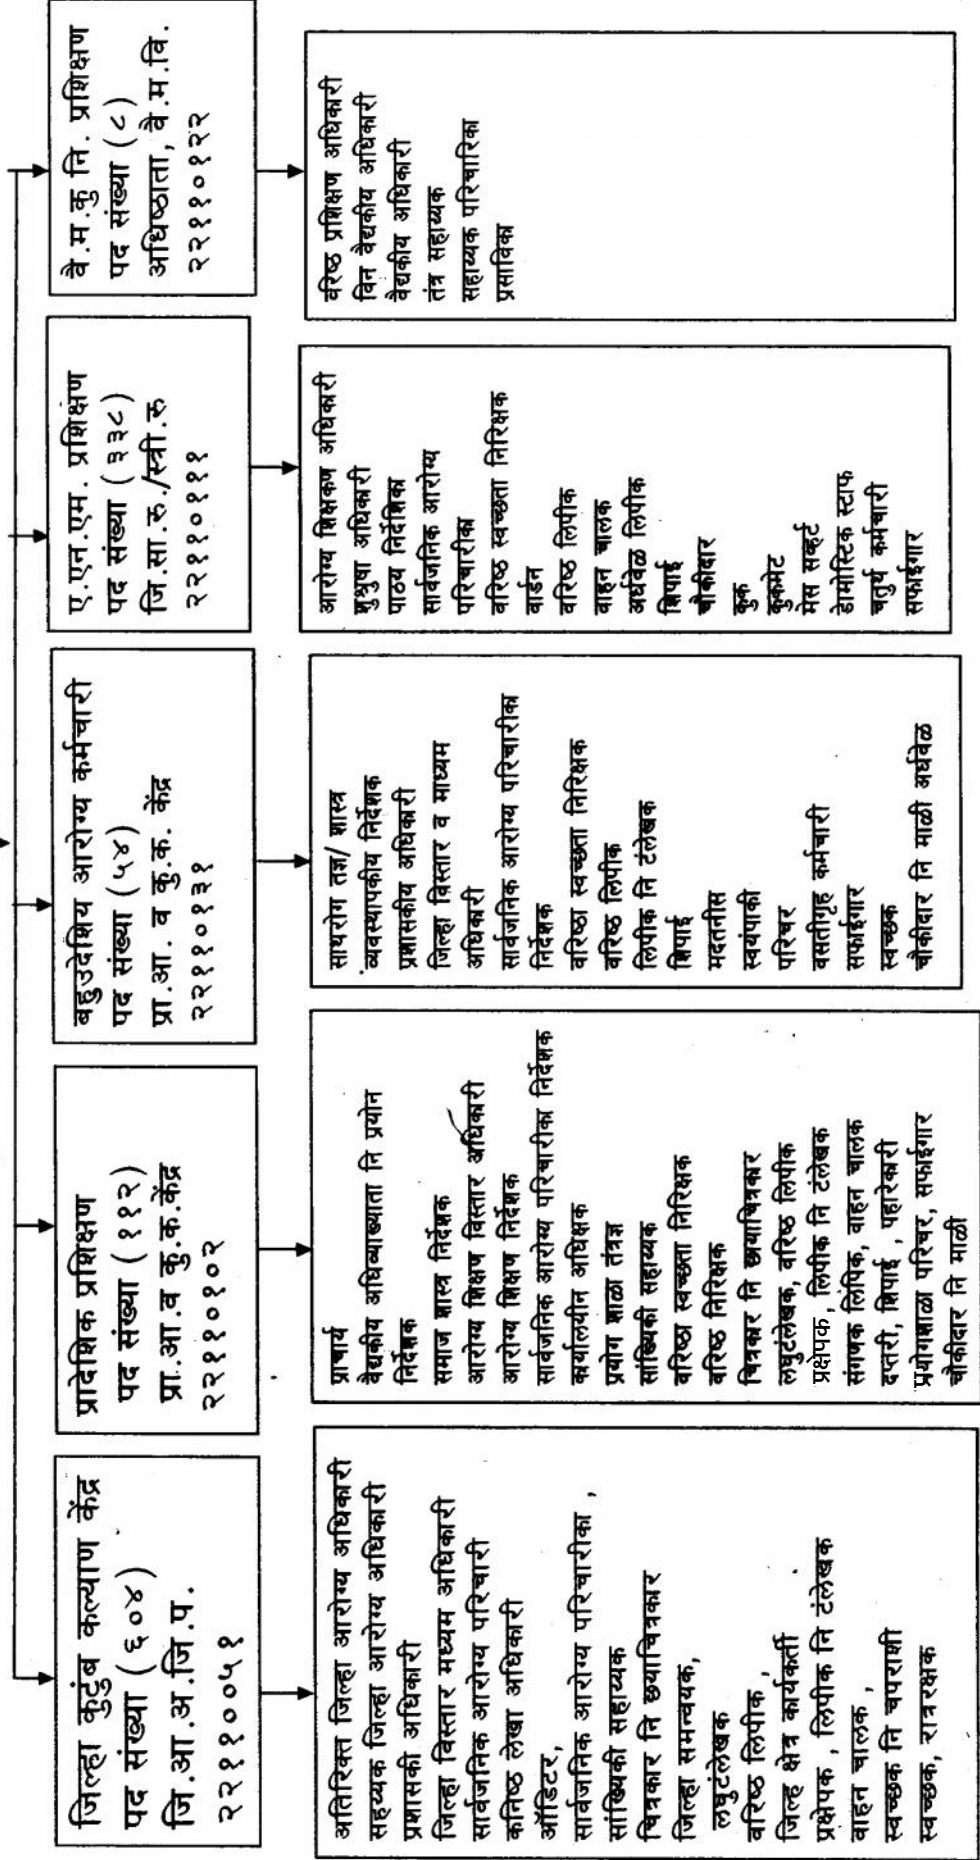 जिल्हा कुटुंब कल्याण केंद्र
पद संख्या (६०४)
जि.आ.अ.जि.प.
२२११००५१
अतिरिक्त जिल्हा आरोग्य अधिकारी
सहय्यक जिल्हा आरोग्य अधिकारी
प्रशासकी अधिकारी
जिल्हा विस्तार मध्यम अधिकारी
सार्वजनिक आरोग्य परिचारी
कनिष्ठ लेखा अधिकारी
ऑडिटर,
सार्वजनिक आरोग्य परिचारीका ,
सांख्यिकी सहाय्यक
चित्रकार नि छयाचित्रकार
जिल्हा समन्वयक,
लघुटंलेखक
वरिष्ठ लिपीक,
जिल्ह क्षेत्र कार्यकर्ती
प्रक्षेपक , लिपीक नि टंलेखक
वाहन चालक ,
स्वच्छक नि चपराशी
स्वच्छक, रात्ररक्षक
प्रादेशिक प्रशिक्षण
पद संख्या (११२)
प्रा.आ.व कु.क.केंद्र
२२११०१०२
प्राचार्य
वैद्यकीय अधिव्याख्याता नि प्रयोन
निर्देशक
समाज शास्त्र निर्देशक
आरोग्य शिक्षण विस्तार अधिकारी
आरोग्य शिक्षण निर्देशक
सार्वजनिक आरोग्य परिचारीका निर्देशक
कार्यालयीन अधिक्षक
प्रयोग शाळा तंत्रज्ञ
सांख्यिकी सहाय्यक
वरिष्ठा स्वच्छता निरिक्षक
वरिष्ठ निरिक्षक
चित्रकार नि छायाचित्रकार
लघुटंलेखक, वरिष्ठ लिपीक
प्रक्षेपक, लिपीक नि टंलेखक
संगणक लिपिक, वाहन चालक
दप्तरी, शिपाई , पहारेकारी
प्रयोगशाळा परिचर, सफाईगार
चौकीदार नि माळी
बहुउदेशिय आरोग्य कर्मचारी
पद संख्या (५४)
प्रा.आ. व कु.क. केंद्र
२२११०१३१
साथरोग तज्ञ/ शास्त्र
व्यवस्थापकीय निर्देशक
प्रशासकीय अधिकारी
जिल्हा विस्तार व माध्यम
अधिकारी
सार्वजनिक आरोग्य परिचारीका
निर्देशक
वरिष्ठा स्वच्छता निरिक्षक
वरिष्ठ लिपीक
लिपीक नि टंलेखक
शिपाई
मदतनीस
स्वयंपाकी
परिचर
वसतीगृह कर्मचारी
सफाईगार
स्वच्छक
चौकीदार नि माळी अर्धवेळ
ए.एन.एम. प्रशिक्षण
पद संख्या (३३८)
जि.सा.रु./स्त्री.रु
२२११०१११
आरोग्य शिक्षकण अधिकारी
शुश्रुषा अधिकारी
पाठय निर्देशिका
सार्वजनिक आरोग्य
परिचारीका
वरिष्ठ स्वच्छता निरिक्षक
वार्डन
वरिष्ठ लिपीक
वाहन चालक
अर्धवेळ लिपीक
शिपाई
चौकीदार
कुक
कुकमेट
मेस सर्व्हट
डोमोस्टिक स्टाफ
चतुर्थ कर्मचारी
सफाईगार
वै.म.कु नि. प्रशिक्षण
पद संख्या (८)
अधिष्ठाता, वै.म.वि.
२२११०१२२
वरिष्ठ प्रशिक्षण अधिकारी
विन वैद्यकीय अधिकारी
वैद्यकीय अधिकारी
तंत्र सहाय्यक
सहाय्यक परिचारिका
प्रसाविका